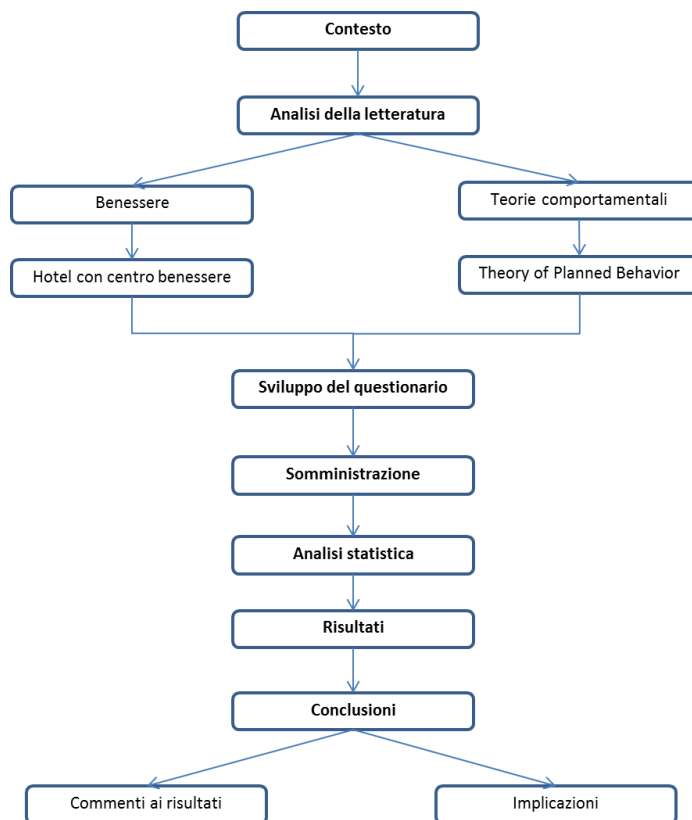 Contesto
Analisi della letteratura
Benessere
Teorie comportamentali
Hotel con centro benessere
Theory of Planned Behavior
Sviluppo del questionario
Somministrazione
Analisi statistica
Risultati
Conclusioni
Commenti ai risultati
Implicazioni